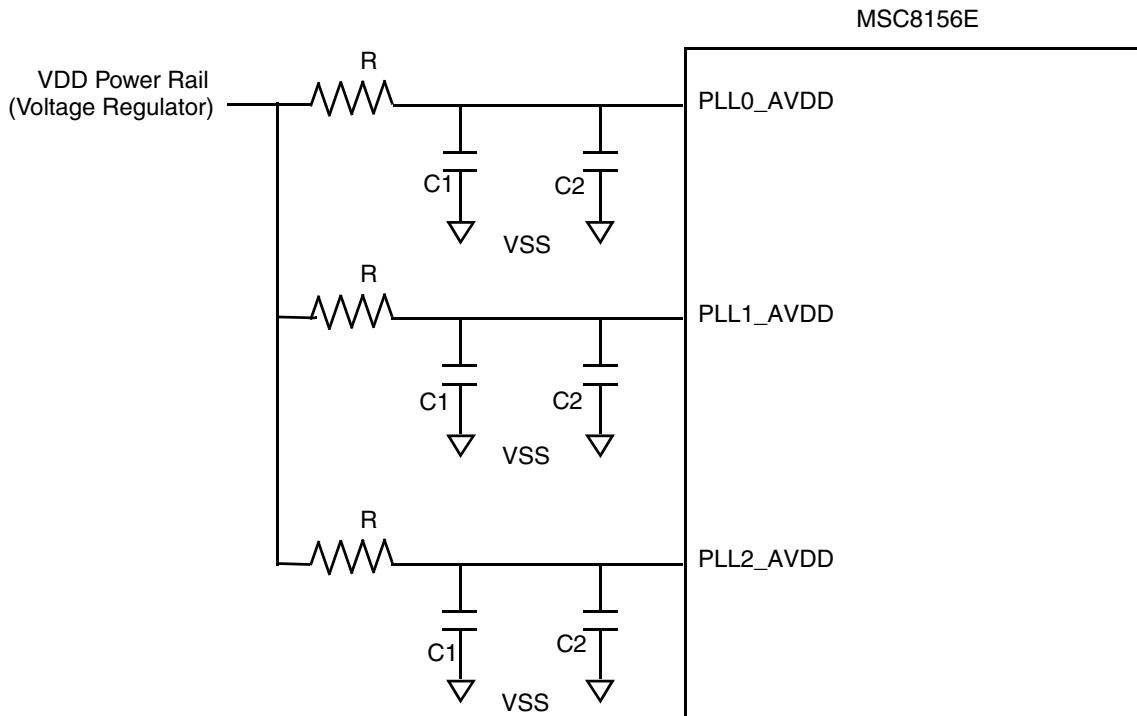 MSC8156E
R
VDD Power Rail
(Voltage Regulator)
PLL0_AVDD
C1
C2
VSS
R
PLL1_AVDD
C1
C2
VSS
R
PLL2_AVDD
C1
C2
VSS